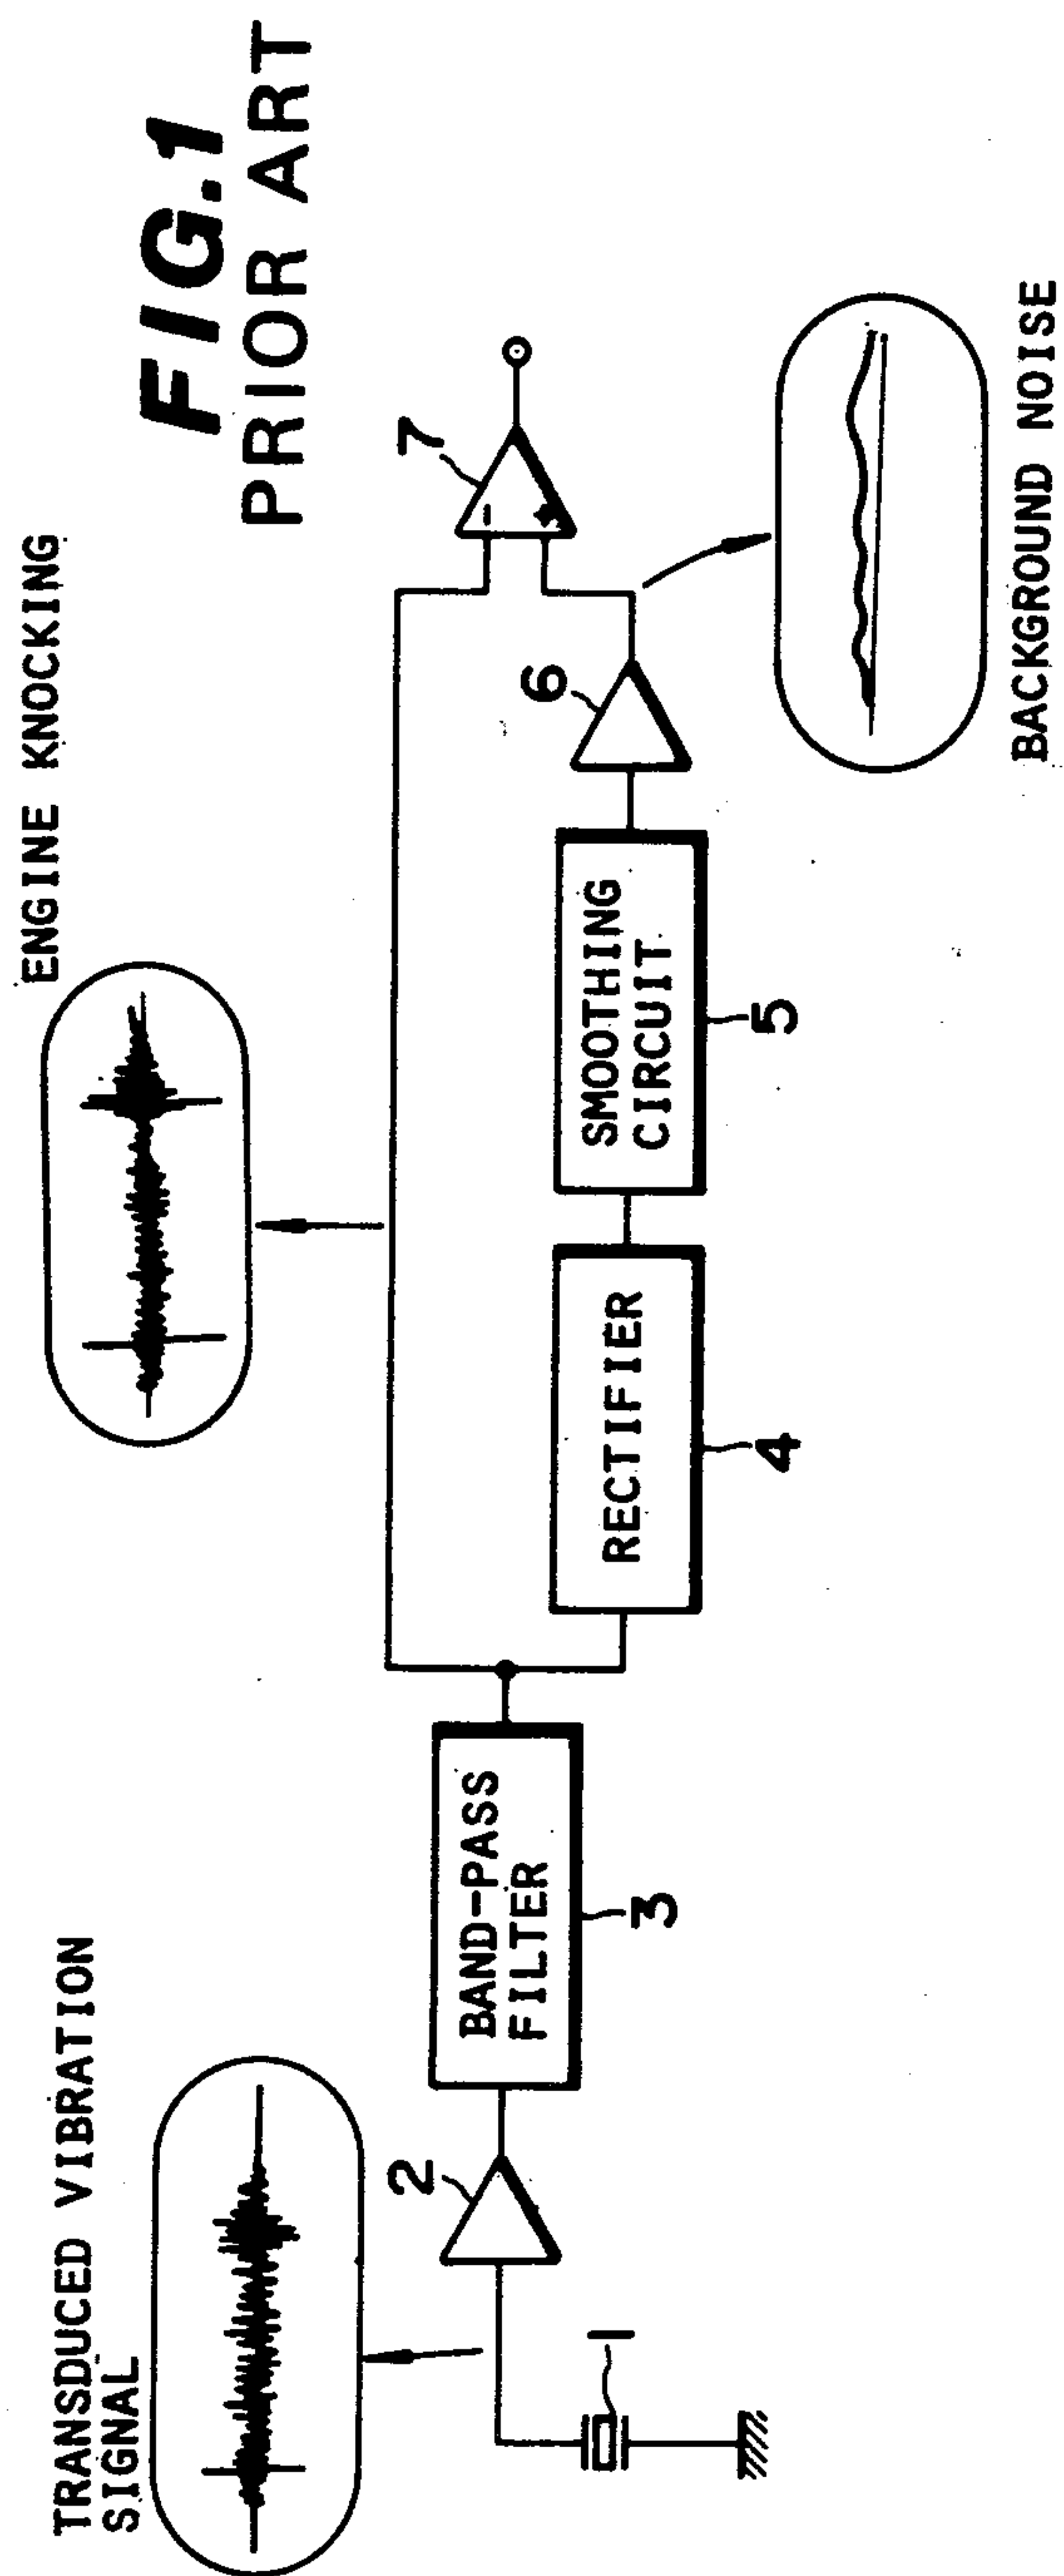 FIG.1
PRIOR ART
ENGINE KNOCKING
TRANSDUCED VIBRATION
SIGNAL
1
2
BAND-PASS
FILTER
3
RECTIFIER
4
SMOOTHING
CIRCUIT
5
6
7
-
+
BACKGROUND NOISE